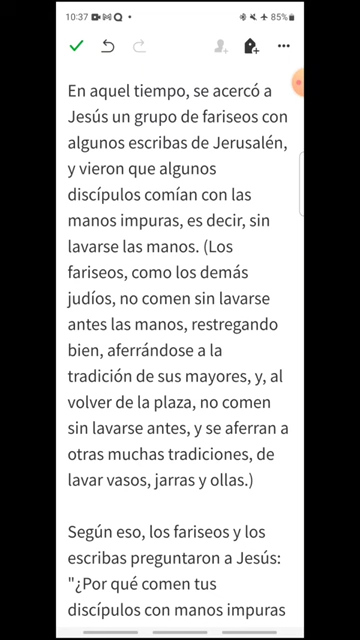 10:37
85%
En aquel tiempo, se acercó a
Jesús un grupo de fariseos con
algunos escribas de Jerusalén,
y vieron que algunos
discípulos comían con las
manos impuras, es decir, sin
lavarse las manos. (Los
fariseos, como los demás
judíos, no comen sin lavarse
antes las manos, restregando
bien, aferrándose a la
tradición de sus mayores, y, al
volver de la plaza, no comen
sin lavarse antes, y se aferran a
otras muchas tradiciones, de
lavar vasos, jarras y ollas.)
Según eso, los fariseos y los
escribas preguntaron a Jesús:
"¿Por qué comen tus
discípulos con manos impuras